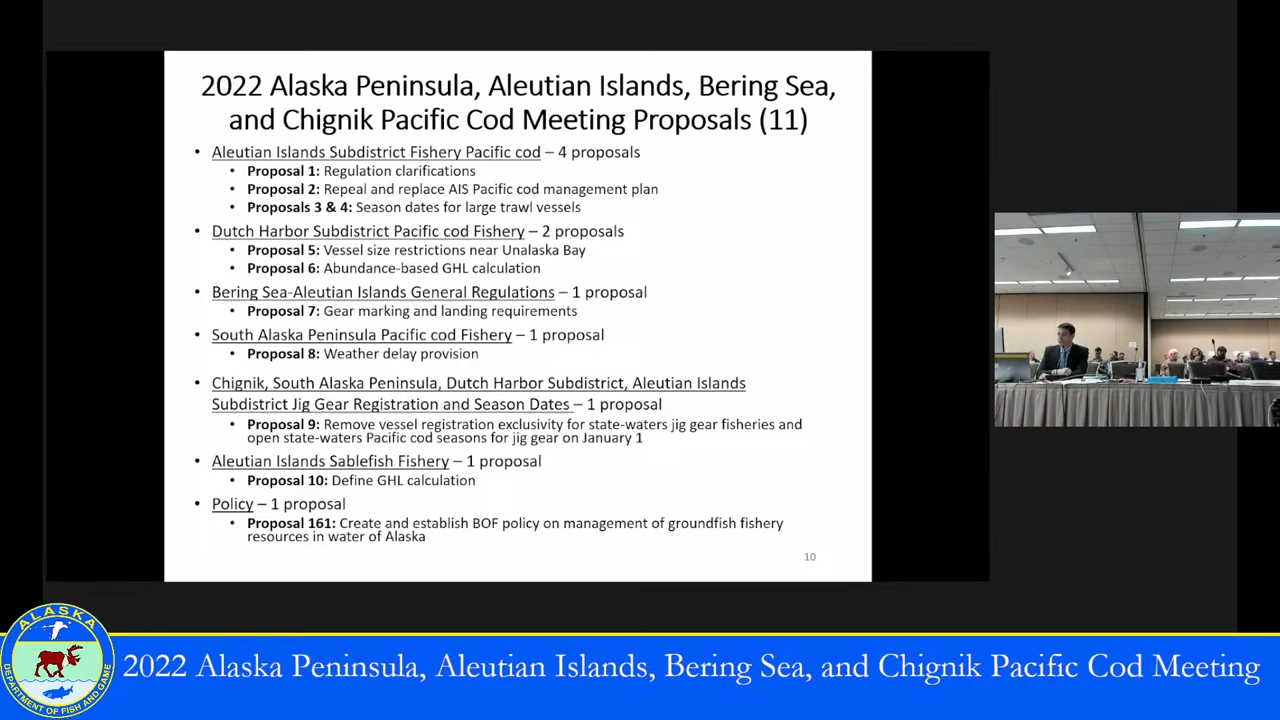 2022 Alaska Peninsula, Aleutian Islands, Bering Sea,
and Chignik Pacific Cod Meeting Proposals (11)
• Aleutian Islands Subdistrict Fishery Pacific cod – 4 proposals
• Proposal 1: Regulation clarifications
• Proposal 2: Repeal and replace AIS Pacific cod management plan
• Proposals 3 & 4: Season dates for large trawl vessels
• Dutch Harbor Subdistrict Pacific cod Fishery – 2 proposals
• Proposal 5: Vessel size restrictions near Unalaska Bay
• Proposal 6: Abundance-based GHL calculation
• Bering Sea-Aleutian Islands General Regulations – 1 proposal
• Proposal 7: Gear marking and landing requirements
• South Alaska Peninsula Pacific cod Fishery – 1 proposal
• Proposal 8: Weather delay provision
• Chignik, South Alaska Peninsula, Dutch Harbor Subdistrict, Aleutian Islands
Subdistrict Jig Gear Registration and Season Dates – 1 proposal
• Proposal 9: Remove vessel registration exclusivity for state-waters jig gear fisheries and
open state-waters Pacific cod seasons for jig gear on January 1
• Aleutian Islands Sablefish Fishery – 1 proposal
• Proposal 10: Define GHL calculation
• Policy – 1 proposal
• Proposal 161: Create and establish BOF policy on management of groundfish fishery
resources in water of Alaska
10
ALASKA
DEPARTMENT OF FISH AND GAME
2022 Alaska Peninsula, Aleutian Islands, Bering Sea, and Chignik Pacific Cod Meeting